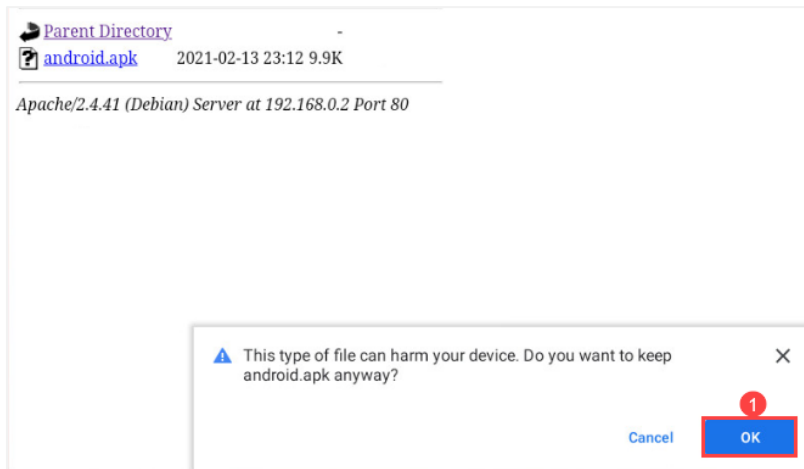 Parent Directory -
android.apk 2021-02-13 23:12 9.9K
Apache/2.4.41 (Debian) Server at 192.168.0.2 Port 80
This type of file can harm your device. Do you want to keep
android.apk anyway?
1
Cancel OK